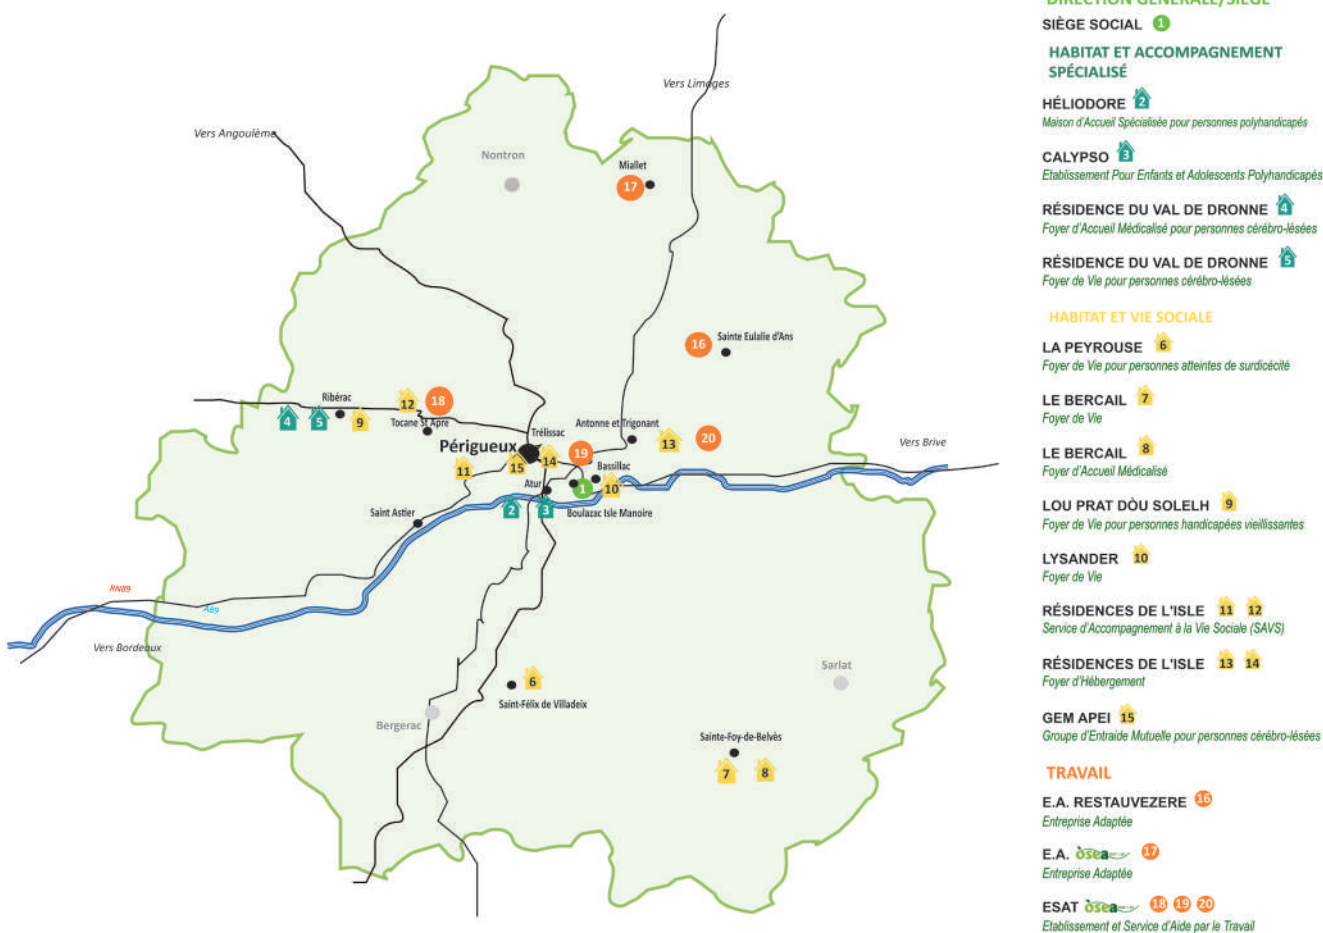 Vers Limoges
Vers Angoulême
Nontron
Miallet
17
16
Sainte Eulalie d'Ans
Ribérac
4
5
9
12
18
Tocane St Apre
Trélissac
Antonne et Trigonant
13
20
Périgueux
11
15
14
19
Bassillac
Vers Brive
Atur
1
10
2
3
Boulazac Isle Manoire
Saint Astier
RN89
A89
Vers Bordeaux
6
Saint-Félix de Villadeix
Sarlat
Bergerac
Sainte-Foy-de-Belvès
7
8
DIRECTION GÉNÉRALE/SIÈGE
SIÈGE SOCIAL 1
HABITAT ET ACCOMPAGNEMENT
SPÉCIALISÉ
HÉLIODORE 2
Maison d'Accueil Spécialisée pour personnes polyhandicapés
CALYPSO 3
Etablissement Pour Enfants et Adolescents Polyhandicapés
RÉSIDENCE DU VAL DE DRONNE 4
Foyer d'Accueil Médicalisé pour personnes cérébro-lésées
RÉSIDENCE DU VAL DE DRONNE 5
Foyer de Vie pour personnes cérébro-lésées
HABITAT ET VIE SOCIALE
LA PEYROUSE 6
Foyer de Vie pour personnes atteintes de surdicécité
LE BERCAIL 7
Foyer de Vie
LE BERCAIL 8
Foyer d'Accueil Médicalisé
LOU PRAT DÒU SOLELH 9
Foyer de Vie pour personnes handicapées vieillissantes
LYSANDER 10
Foyer de Vie
RÉSIDENCES DE L'ISLE 11 12
Service d'Accompagnement à la Vie Sociale (SAVS)
RÉSIDENCES DE L'ISLE 13 14
Foyer d'Hébergement
GEM APEI 15
Groupe d'Entraide Mutuelle pour personnes cérébro-lésées
TRAVAIL
E.A. RESTAUVEZERE 16
Entreprise Adaptée
E.A. òsea 17
Entreprise Adaptée
ESAT òsea 18 19 20
Etablissement et Service d'Aide par le Travail